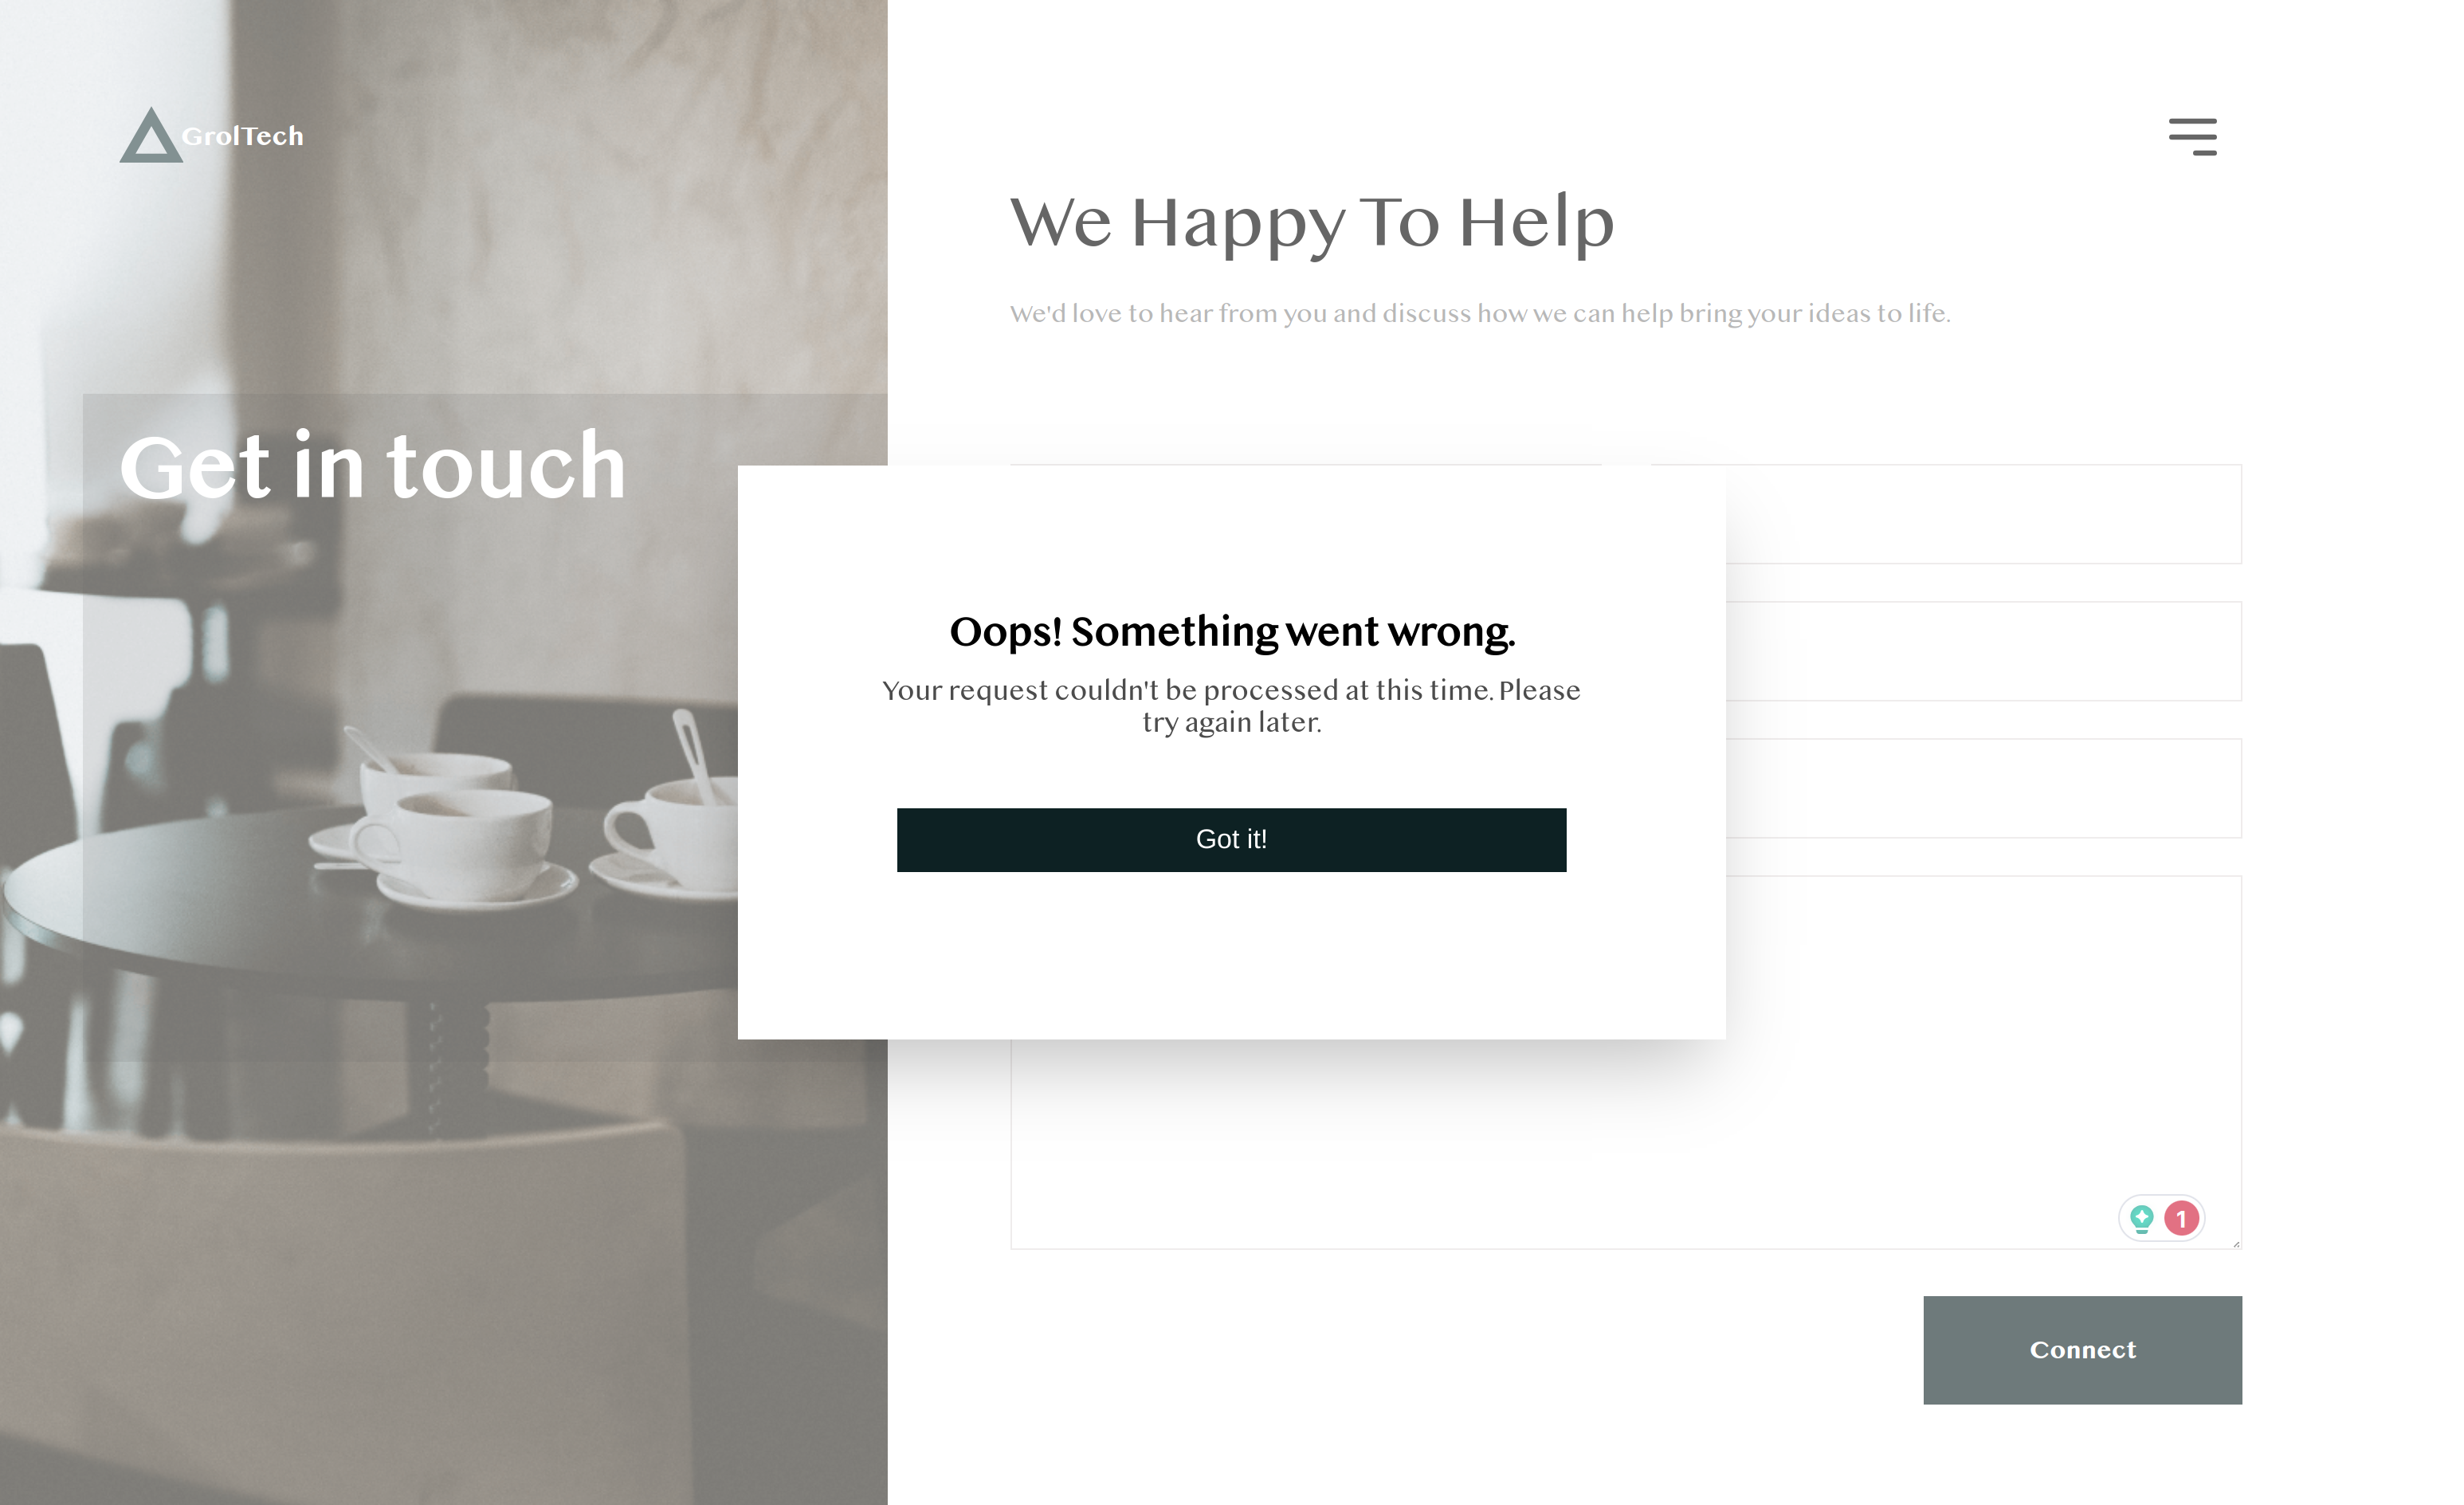 GrolTech
We Happy To Help
We'd love to hear from you and discuss how we can help bring your ideas to life.
Get in touch
Oops! Something went wrong.
Your request couldn't be processed at this time. Please
try again later.
Got it!
1
Connect